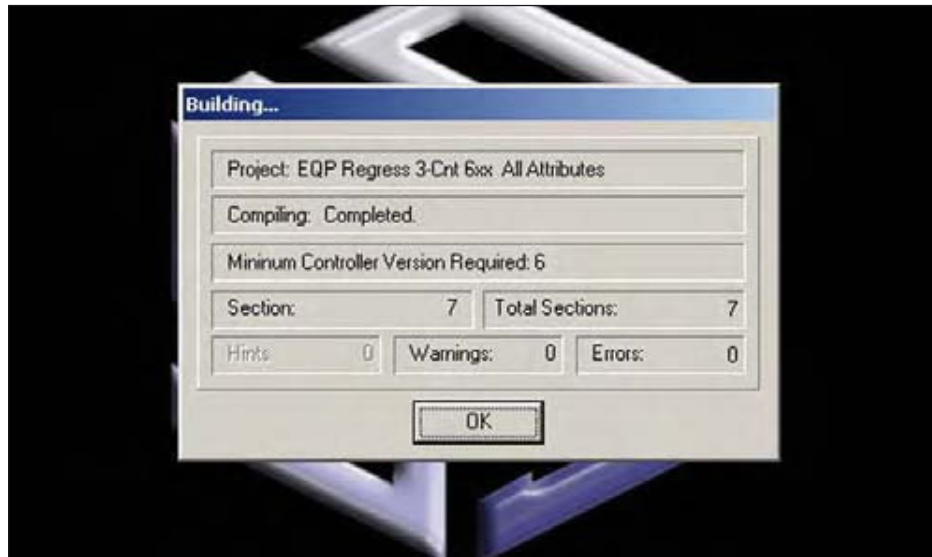 Building...
Project: EQP Regress 3-Cnt 6xx All Attributes
Compiling: Completed.
Mininum Controller Version Required: 6
Section: 7 Total Sections: 7
Hints 0 Warnings: 0 Errors: 0
OK